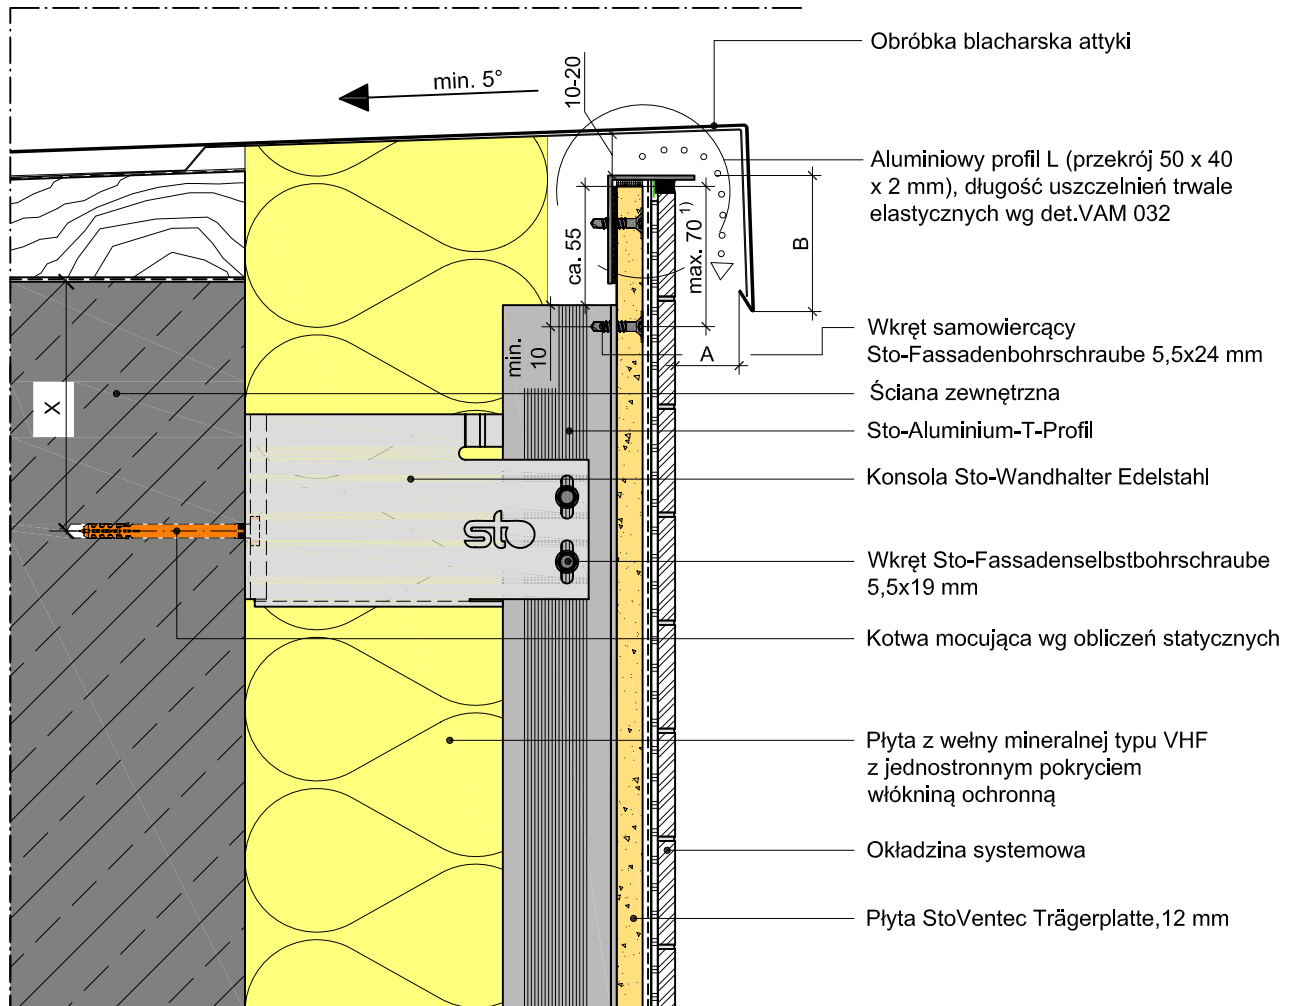 Obróbka blacharska attyki
min. 5°
10-20
Aluminiowy profil L (przekrój 50 x 40
x 2 mm), długość uszczelnień trwale
elastycznych wg det.VAM 032
ca. 55
max. 70 1)
B
A
min.
10
X
Wkręt samowiercący
Sto-Fassadenbohrschraube 5,5x24 mm
Ściana zewnętrzna
Sto-Aluminium-T-Profil
Konsola Sto-Wandhalter Edelstahl
sto
Wkręt Sto-Fassadenselbstbohrschraube
5,5x19 mm
Kotwa mocująca wg obliczeń statycznych
Płyta z wełny mineralnej typu VHF
z jednostronnym pokryciem
włókniną ochronną
Okładzina systemowa
Płyta StoVentec Trägerplatte,12 mm